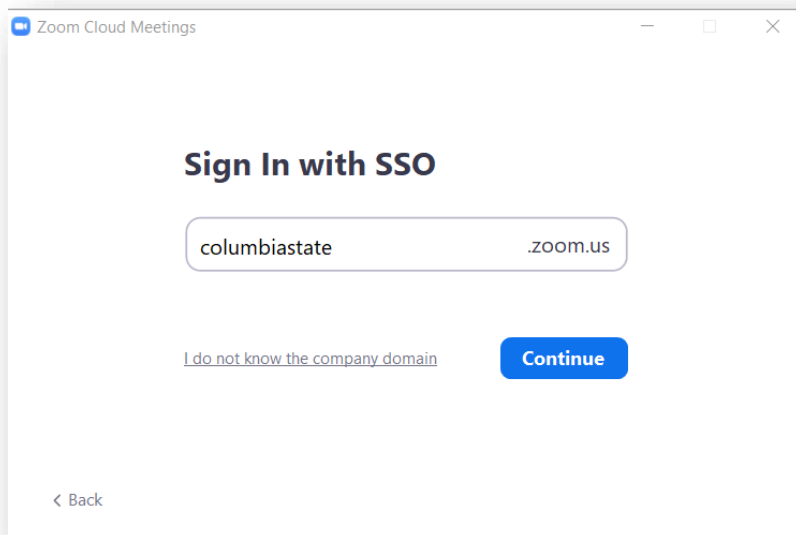 Zoom Cloud Meetings
Sign In with SSO
columbiastate .zoom.us
I do not know the company domain Continue
Back